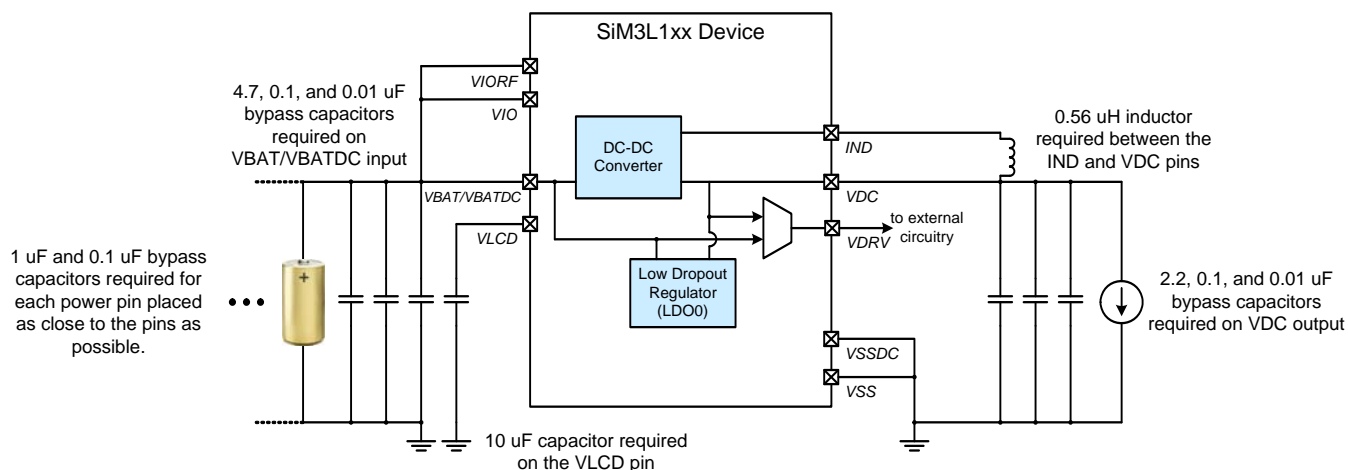 SiM3L1xx Device
VIORF
4.7, 0.1, and 0.01 uF
bypass capacitors
required on
VBAT/VBATDC input
VIO
DC-DC
Converter
IND
0.56 uH inductor
required between the
IND and VDC pins
VBAT/VBATDC
VDC
VLCD
VDRV
to external
circuitry
1 uF and 0.1 uF bypass
capacitors required for
each power pin placed
as close to the pins as
possible.
+
Low Dropout
Regulator
(LDO0)
2.2, 0.1, and 0.01 uF
bypass capacitors
required on VDC output
VSSDC
VSS
10 uF capacitor required
on the VLCD pin